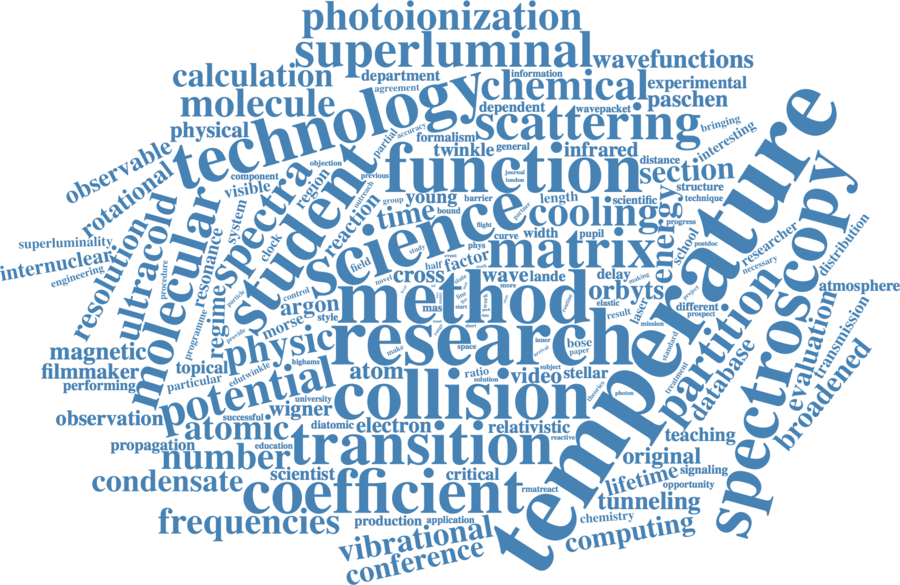 photoionization
superluminal
wavefunctions
calculation
department
information
agreement
technology
chemical
experimental
molecule
dependent
wavepacket
paschen
physical
partial
accuracy
formalism
scattering
bringing
observable
twinkle
general
infrared
interesting
rotational
component
objection
student
previous
function
journal
london
distance
section
visible
spectra
region
outreach
structure
technique
superluminality
internuclear
engineering
resolution
ultracold
molecular
procedure
resonance
system
clock
reaction
group
young
barrier
length
scientific
time
bound
science
partner
cooling
energy
progress
temperature
spectroscopy
flight
curve
width
pupil
school
postdoc
researcher
necessary
distribution
field
study
phys
matrix
regime
programme
particle
provide
control
novel
half
factor
cross
wave
lande
delay
making
atmosphere
argon
style
mass
method
more
orbyts
laser
project
different
prospect
elastic
result
mission
morse
physic
research
magnetic
topical
filmmaker
particular
edutwinkle
highams
make
space
inner
bose
paper
standard
treatment
partition
database
evaluation
transmission
broadened
performing
potential
atom
ratio
solution
subject
video
stellar
theories
photon
observation
successful
university
wigner
collision
atomic
diatomic
electron
relativistic
reactive
teaching
propagation
education
number
transition
original
condensate
scientist
critical
rmatreact
lifetime
signaling
opportunity
coefficient
tunneling
frequencies
production
application
chemistry
vibrational
computing
conference